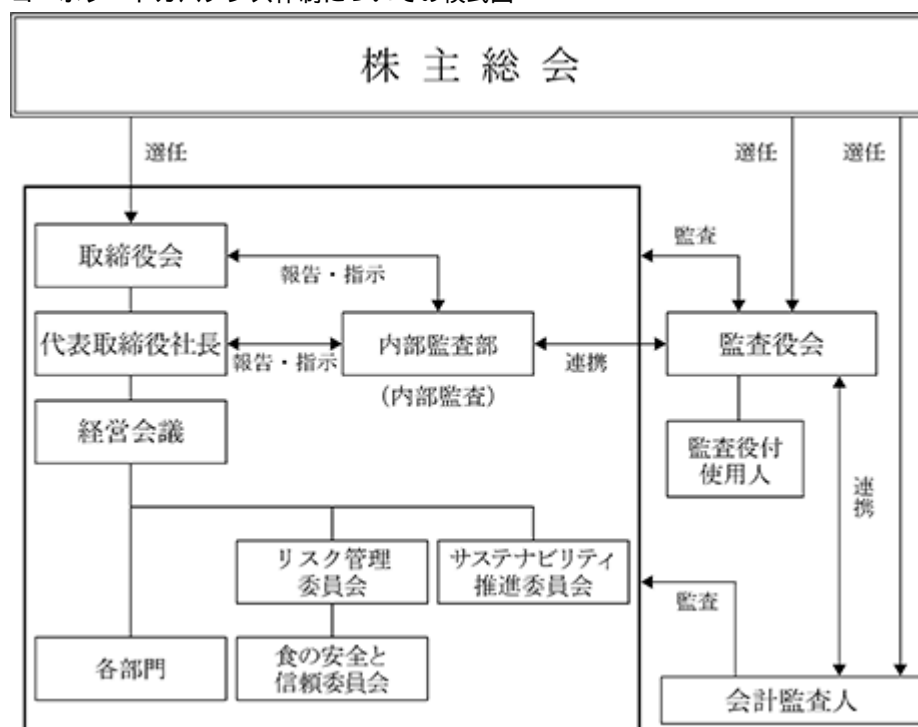 株主総会
選任
選任
選任
取締役会
監査
報告・指示
代表取締役社長
内部監査部
監査役会
報告・指示
連携
(内部監査)
経営会議
監査役付
使用人
連携
リスク管理
委員会
サステナビリティ
推進委員会
監査
各部門
食の安全と
信頼委員会
会計監査人